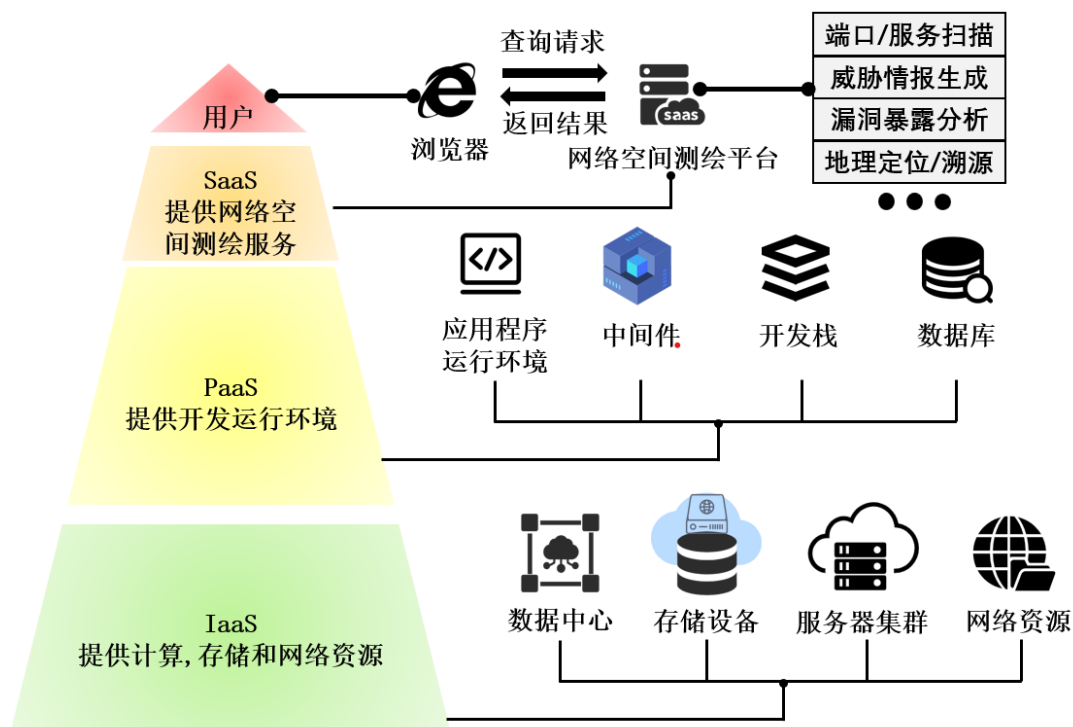 端口/服务扫描
威胁情报生成
漏洞暴露分析
地理定位/溯源
查询请求
返回结果
浏览器
saas
网络空间测绘平台
用户
SaaS
提供网络空
间测绘服务
应用程序
运行环境
中间件
开发栈
数据库
PaaS
提供开发运行环境
数据中心
存储设备
服务器集群
网络资源
IaaS
提供计算,存储和网络资源